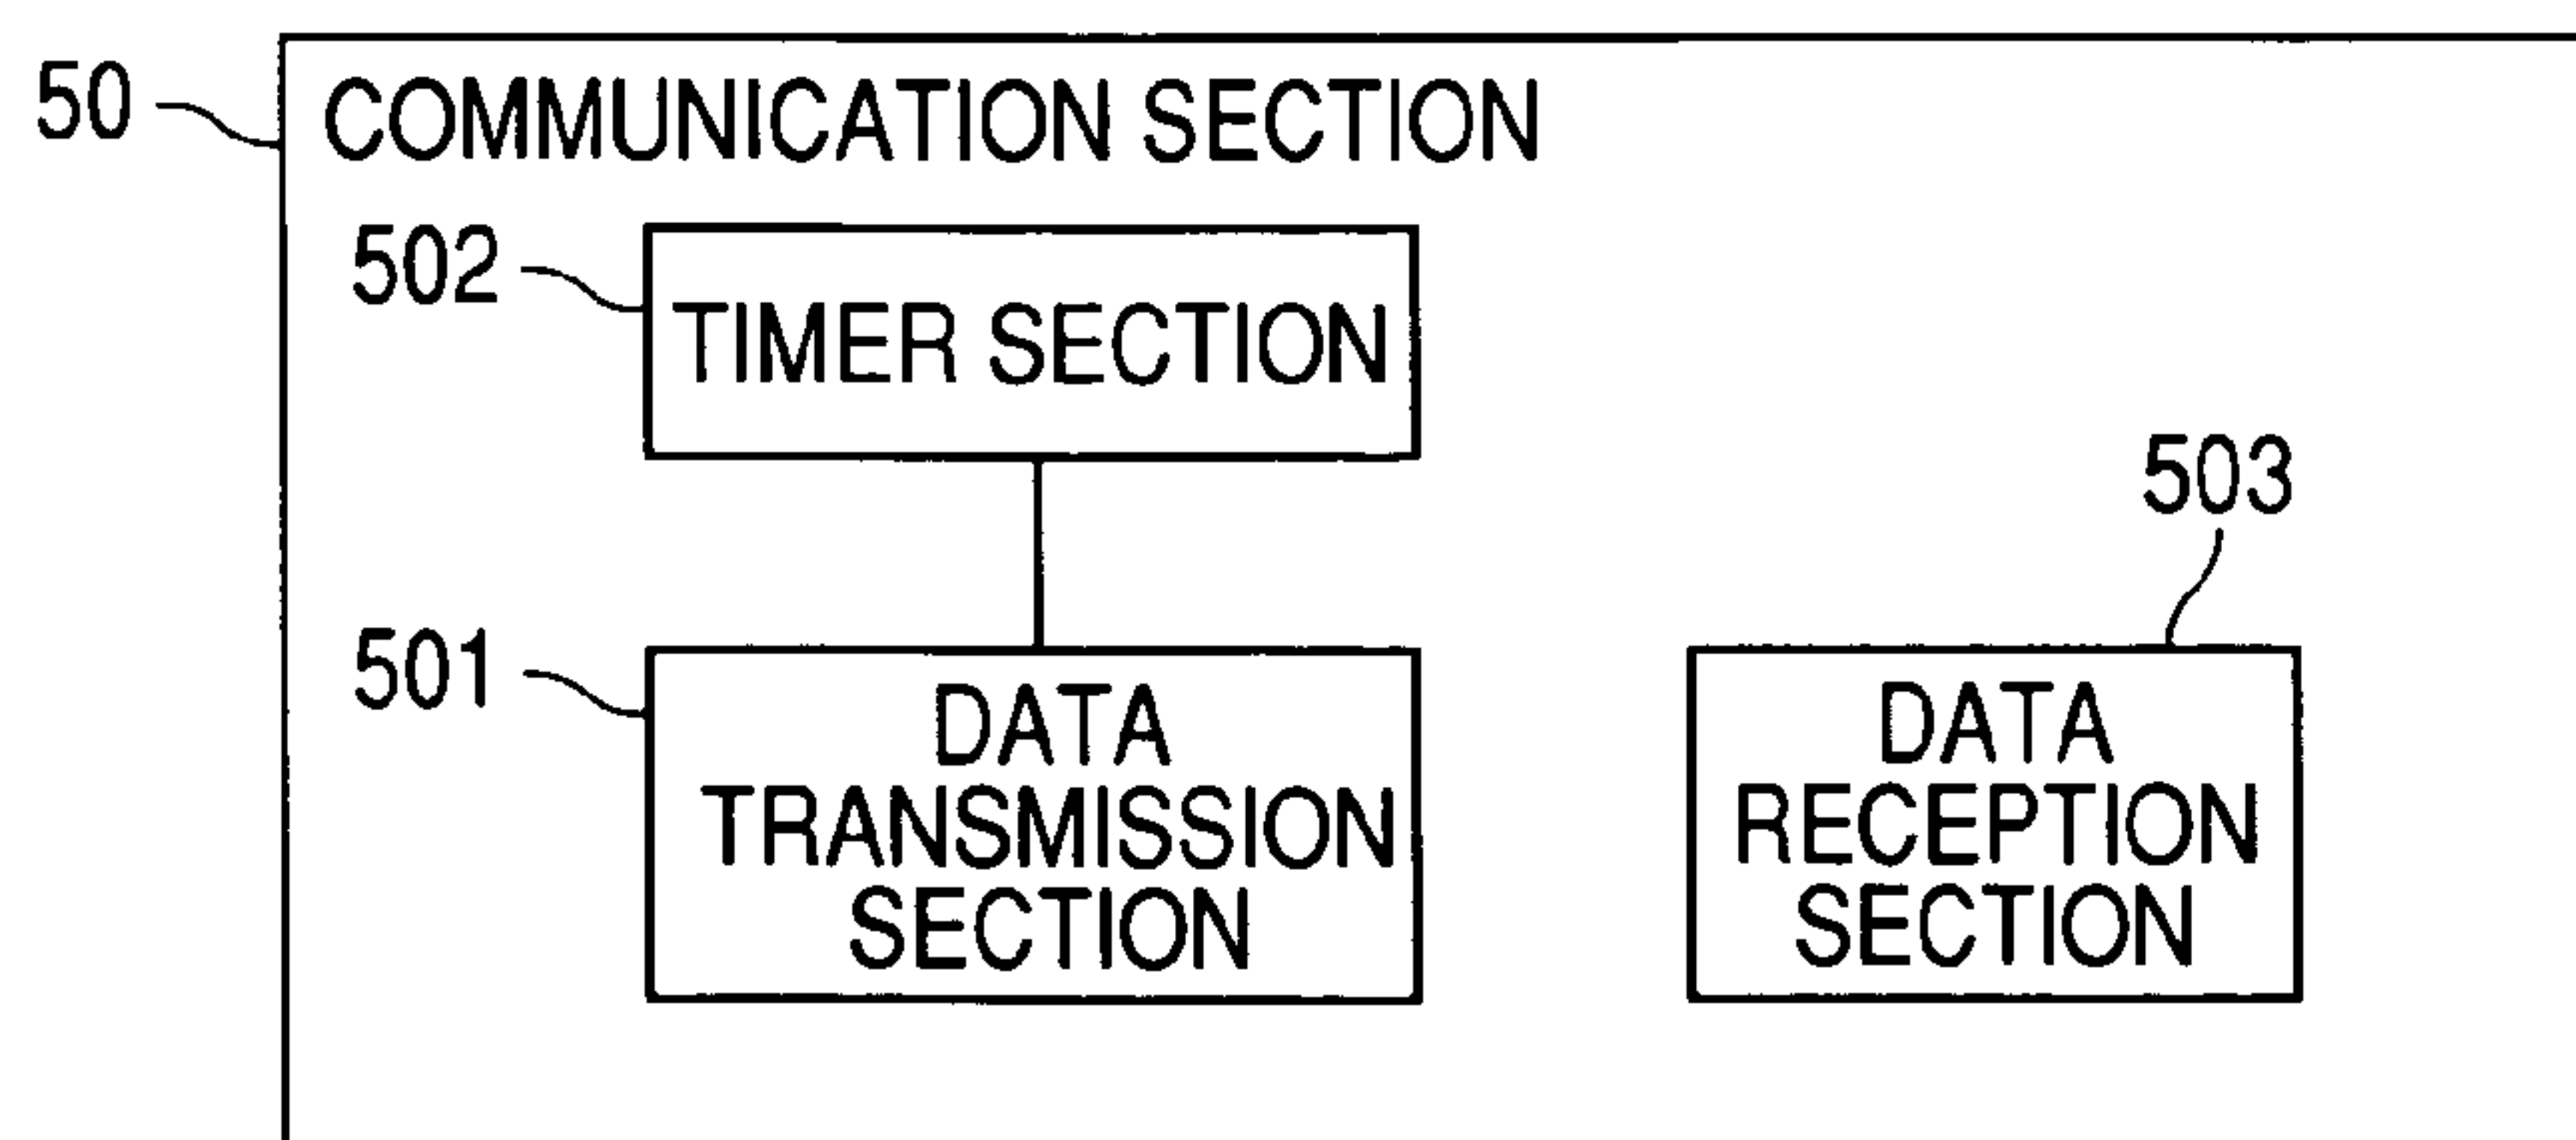 50
COMMUNICATION SECTION
502
TIMER SECTION
503
501
DATA
TRANSMISSION
SECTION
DATA
RECEPTION
SECTION